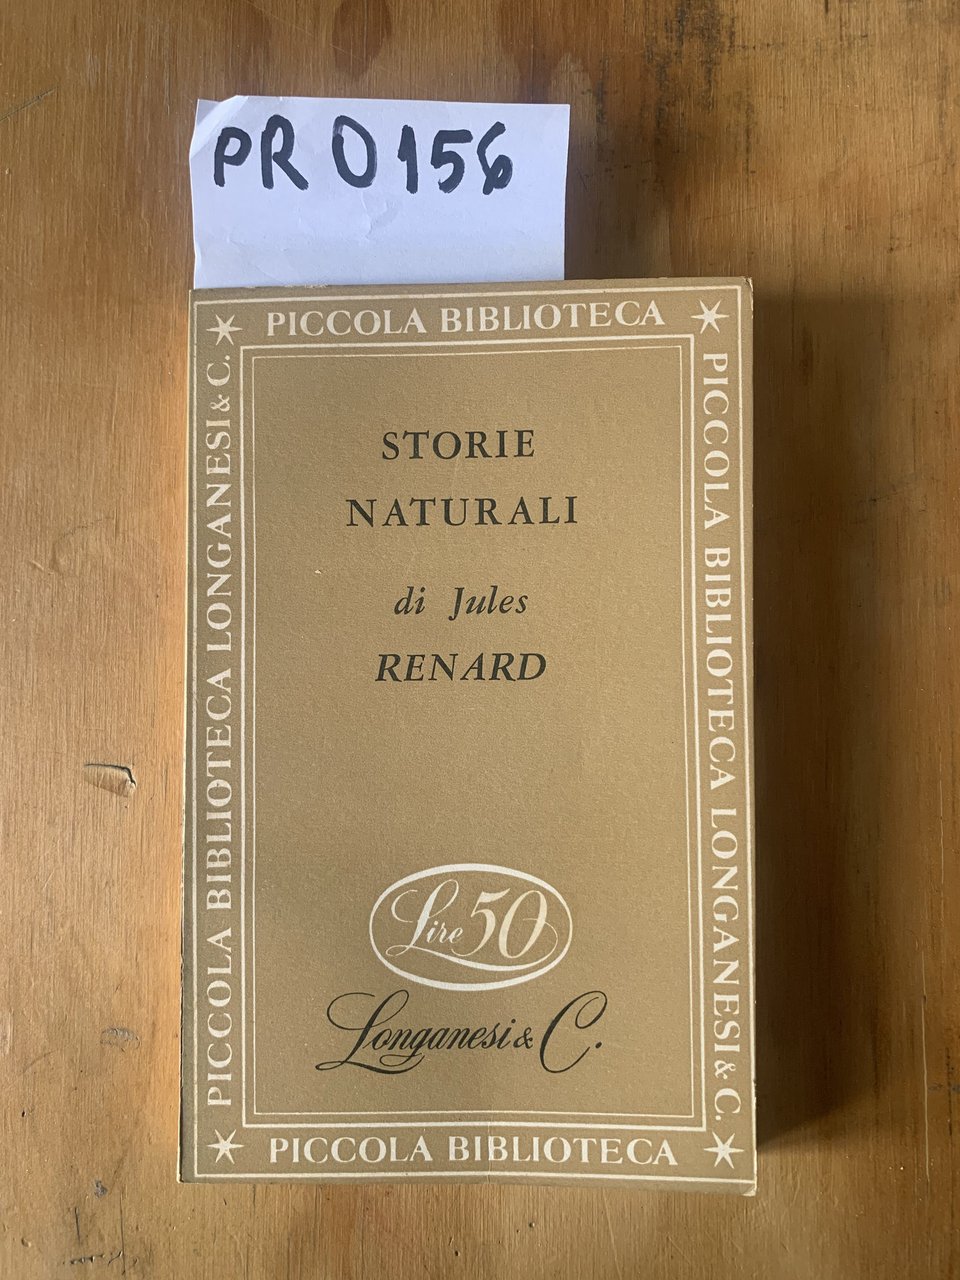 PR 0156
PICCOLA BIBLIOTECA
PICCOLA BIBLIOTECA LONGANESI & C.
PICCOLA BIBLIOTECA LONGANESI & C.
STORIE
NATURALI
di Jules
RENARD
Lire 50
Longanesi & C.
PICCOLA BIBLIOTECA